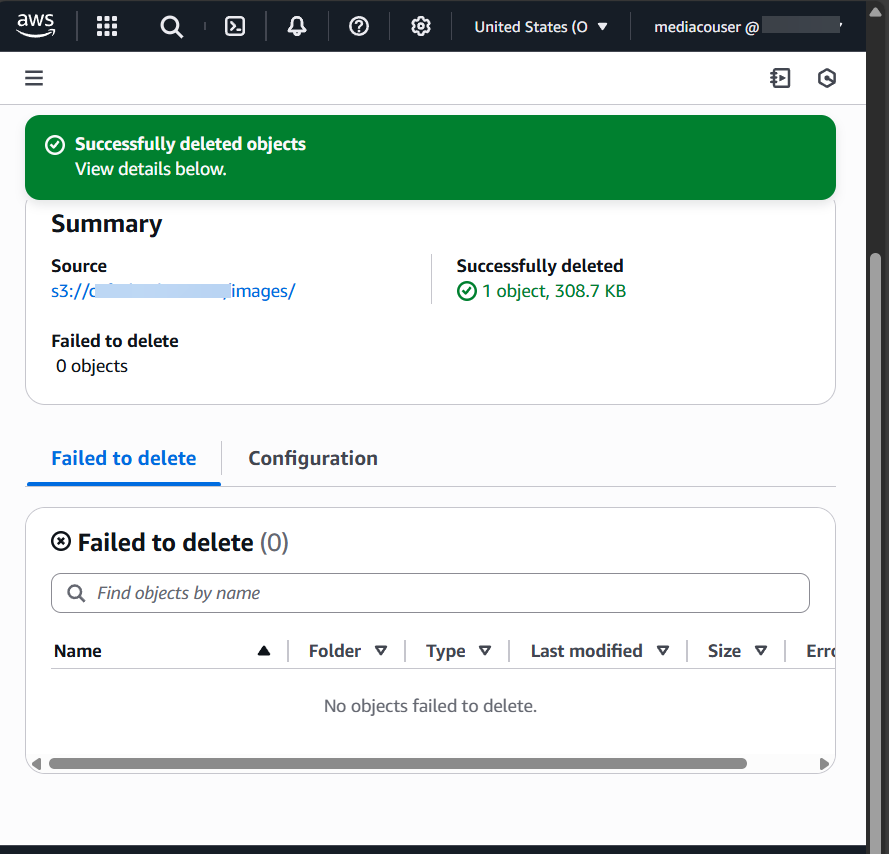 aws
United States (O
mediacouser @
Successfully deleted objects
View details below.
Summary
Source
s3://
images/
Successfully deleted
1 object, 308.7 KB
Failed to delete
0 objects
Failed to delete
Configuration
Failed to delete (0)
Find objects by name
Name
Folder
Type
Last modified
Size
Erro
No objects failed to delete.